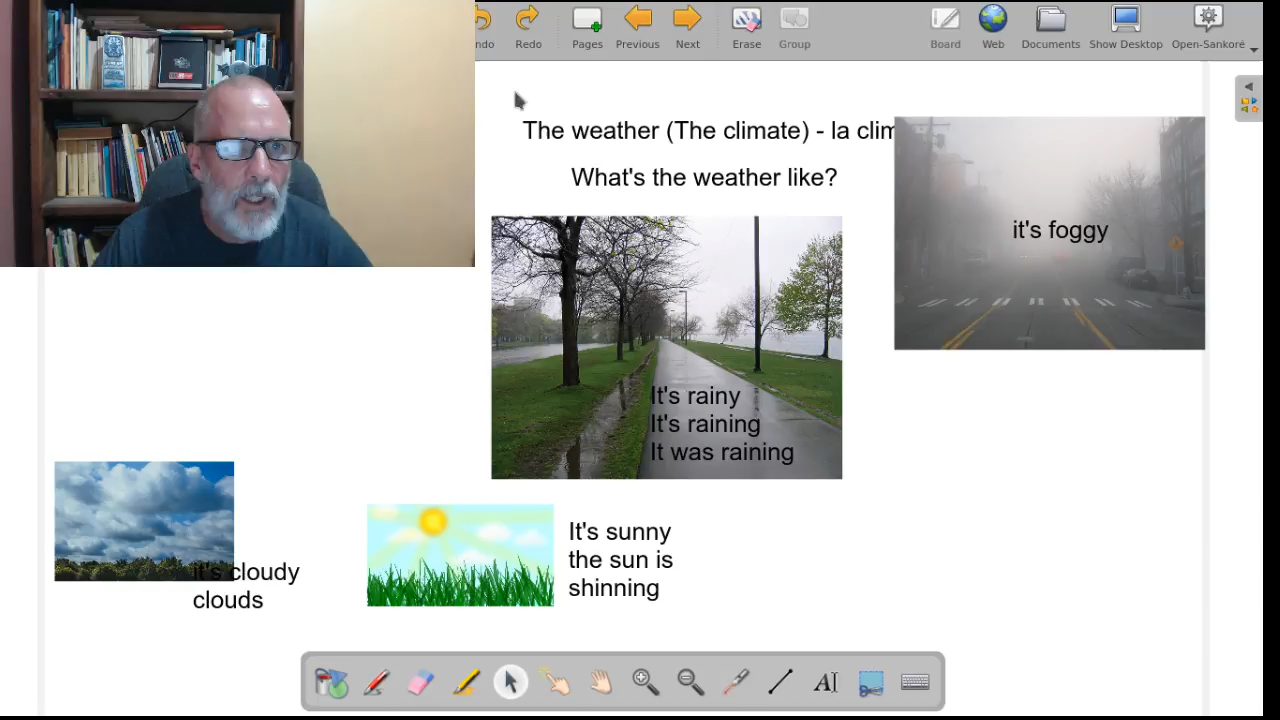 ndo
Redo
Pages
Previous
Next
Erase
Group
Board
Web
Documents
Show Desktop
Open-Sankoré
The weather (The climate) - la clim
What's the weather like?
it's foggy
It's rainy
It's raining
It was raining
It's sunny
the sun is
shinning
it's cloudy
clouds